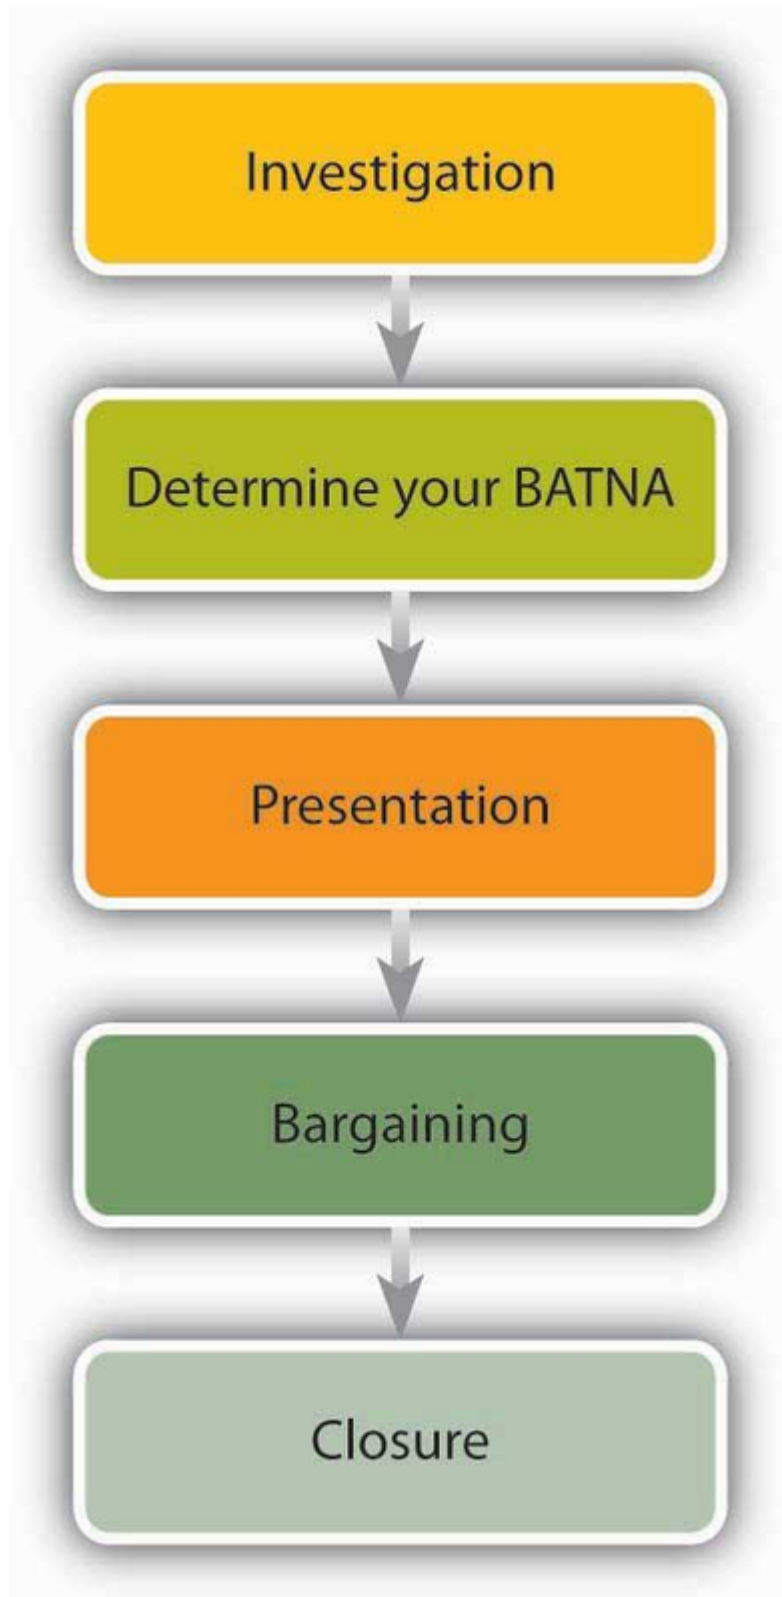 Investigation
Determine your BATNA
Presentation
Bargaining
Closure